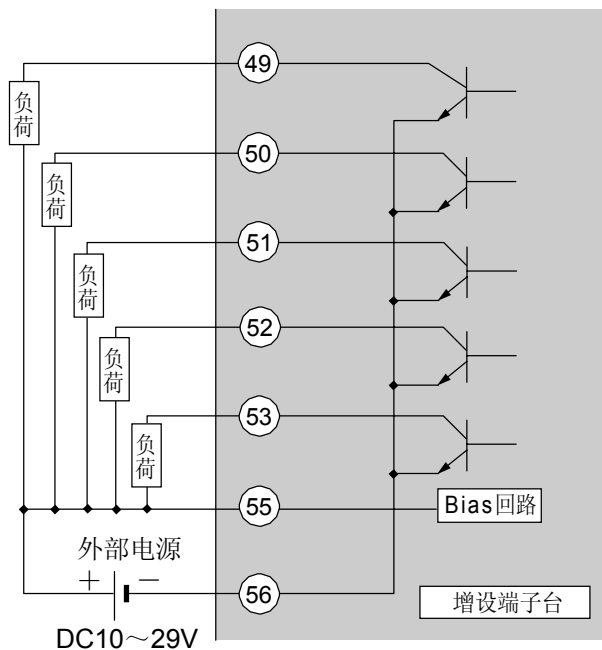 49
负荷
50
负荷
51
负荷
52
负荷
53
负荷
55
Bias回路
外部电源
+ −
56
增设端子台
DC10～29V